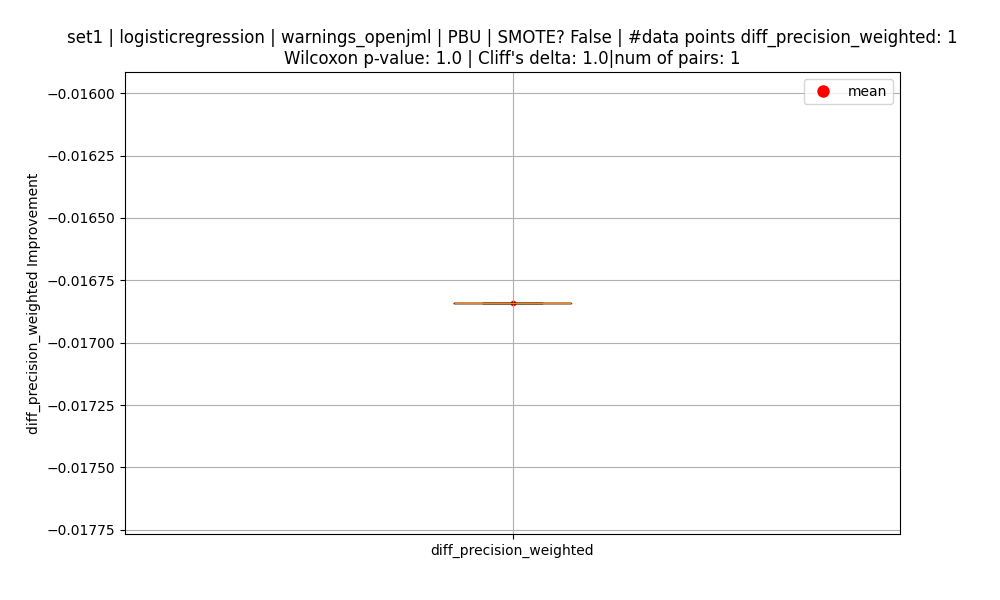 set1 | logisticregression | warnings_openjml | PBU | SMOTE? False | #data points diff_precision_weighted: 1
Wilcoxon p-value: 1.0 | Cliff's delta: 1.0|num of pairs: 1
mean
−0.01600
−0.01625
−0.01650
−0.01675
−0.01700
−0.01725
−0.01750
−0.01775
diff_precision_weighted Improvement
diff_precision_weighted